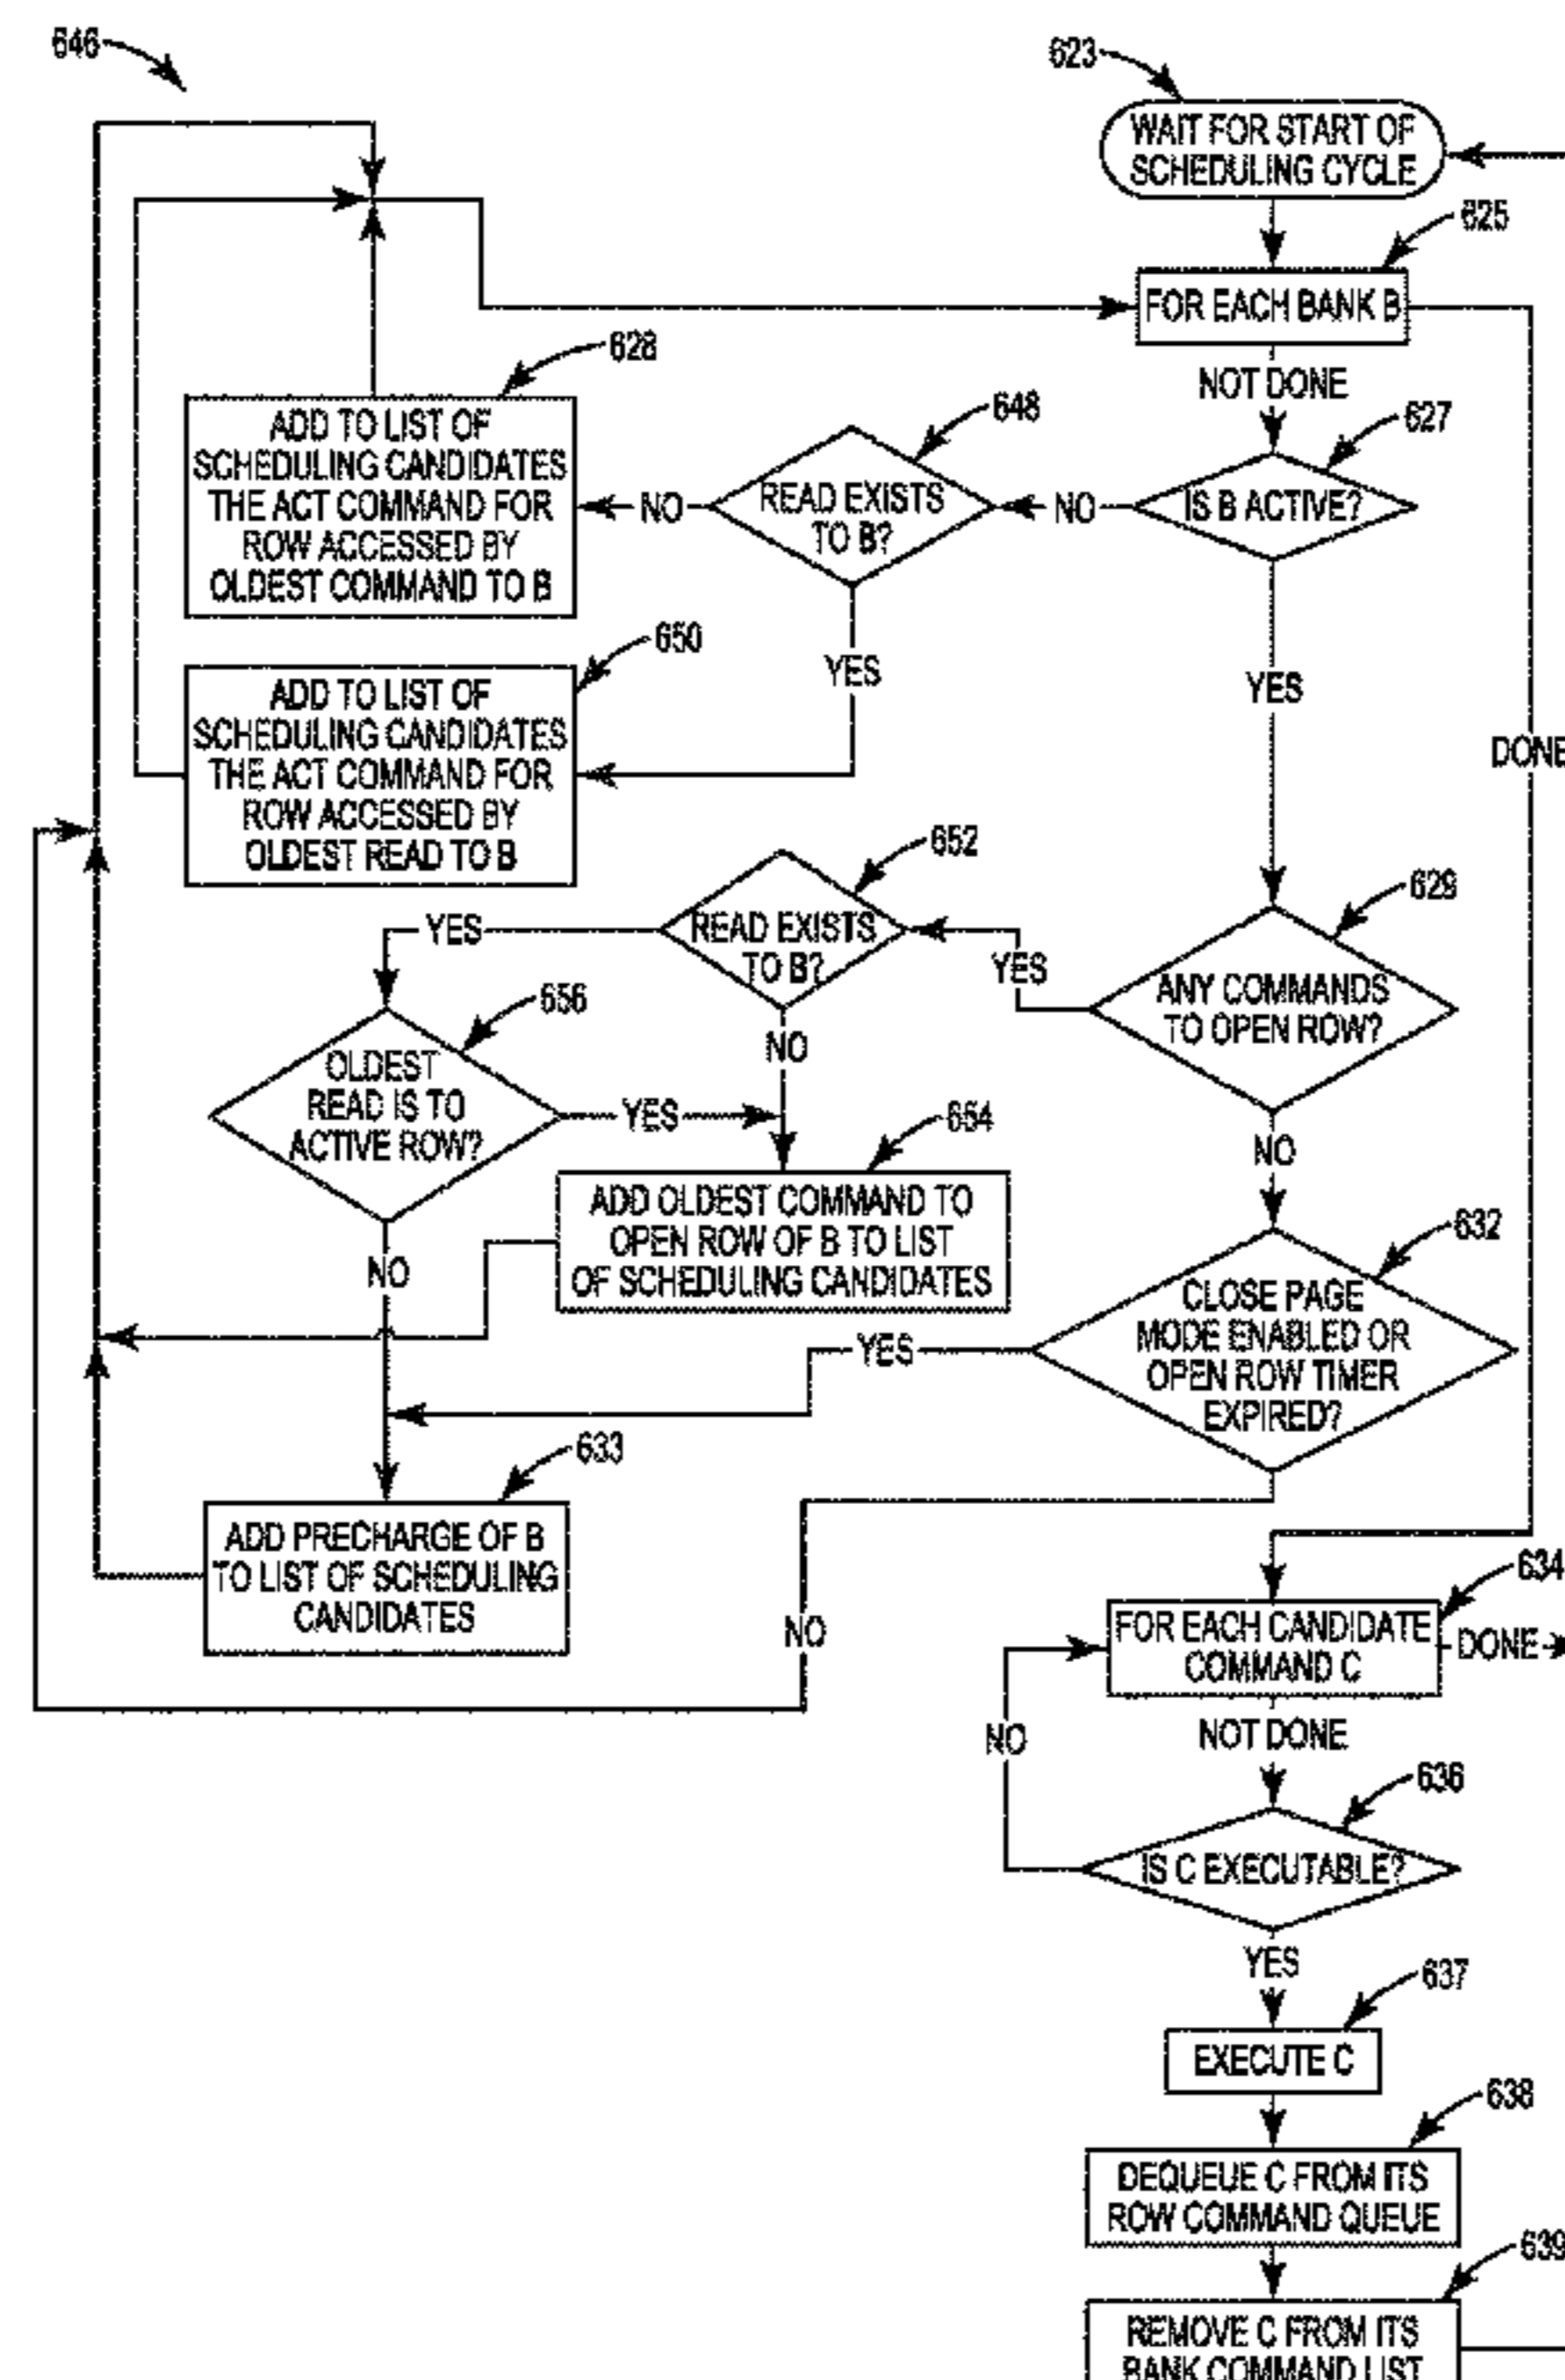 646
623
WAIT FOR START OF
SCHEDULING CYCLE
625
FOR EACH BANK B
NOT DONE
628
ADD TO LIST OF
SCHEDULING CANDIDATES
THE ACT COMMAND FOR
ROW ACCESSED BY
OLDEST COMMAND TO B
NO
648
READ EXISTS
TO B?
NO
627
IS B ACTIVE?
650
ADD TO LIST OF
SCHEDULING CANDIDATES
THE ACT COMMAND FOR
ROW ACCESSED BY
OLDEST READ TO B
YES
YES
DONE
652
READ EXISTS
TO B?
YES
YES
629
ANY COMMANDS
TO OPEN ROW?
656
OLDEST
READ IS TO
ACTIVE ROW?
NO
YES
654
ADD OLDEST COMMAND TO
OPEN ROW OF B TO LIST
OF SCHEDULING CANDIDATES
NO
NO
632
CLOSE PAGE
MODE ENABLED OR
OPEN ROW TIMER
EXPIRED?
YES
633
ADD PRECHARGE OF B
TO LIST OF SCHEDULING
CANDIDATES
NO
634
FOR EACH CANDIDATE
COMMAND C
DONE
NOT DONE
NO
636
IS C EXECUTABLE?
YES
637
EXECUTE C
638
DEQUEUE C FROM ITS
ROW COMMAND QUEUE
639
REMOVE C FROM ITS
BANK COMMAND LIST